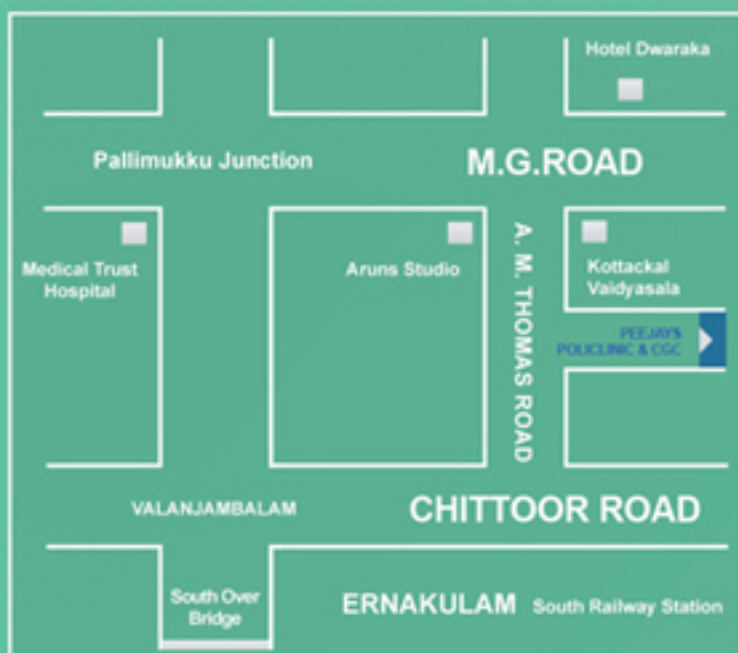 Hotel Dwaraka
Pallimukku Junction
M.G.ROAD
Medical Trust
Hospital
Aruns Studio
A. M. THOMAS ROAD
Kottackal
Vaidyasala
PEEJAYS
POLICLINIC & CGC
VALANJAMBALAM
CHITTOOR ROAD
South Over
Bridge
ERNAKULAM
South Railway Station